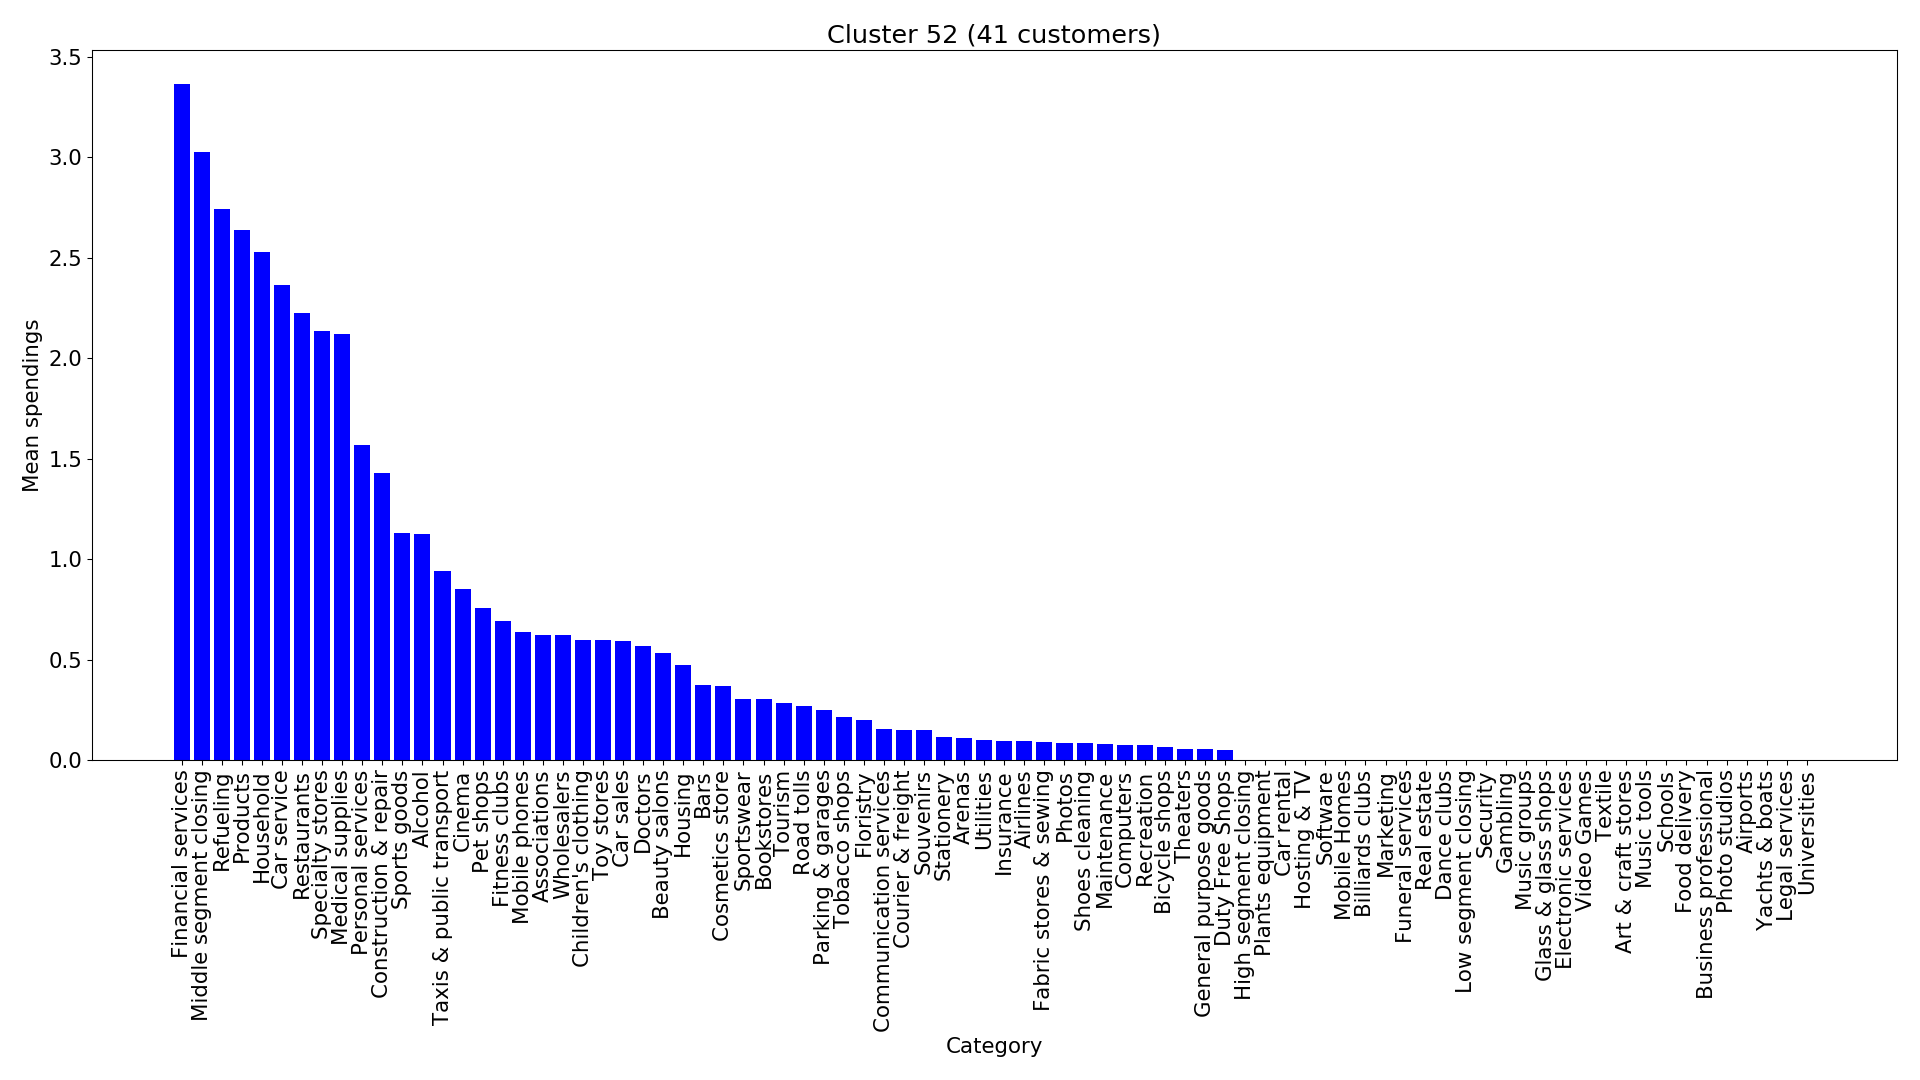 Cluster 52 (41 customers)
3.5
3.0
2.5
2.0
1.5
1.0
0.5
0.0
Mean spendings
Financial services
Middle segment closing
Refueling
Products
Household
Car service
Restaurants
Specialty stores
Medical supplies
Personal services
Construction & repair
Sports goods
Alcohol
Taxis & public transport
Cinema
Pet shops
Fitness clubs
Mobile phones
Associations
Wholesalers
Children's clothing
Toy stores
Car sales
Doctors
Beauty salons
Housing
Bars
Cosmetics store
Sportswear
Bookstores
Tourism
Road tolls
Parking & garages
Tobacco shops
Floristry
Communication services
Courier & freight
Souvenirs
Stationery
Arenas
Utilities
Insurance
Airlines
Fabric stores & sewing
Photos
Shoes cleaning
Maintenance
Computers
Recreation
Bicycle shops
Theaters
General purpose goods
Duty Free Shops
High segment closing
Plants equipment
Car rental
Hosting & TV
Software
Mobile Homes
Billiards clubs
Marketing
Funeral services
Real estate
Dance clubs
Low segment closing
Security
Gambling
Music groups
Glass & glass shops
Electronic services
Video Games
Textile
Art & craft stores
Music tools
Schools
Food delivery
Business professional
Photo studios
Airports
Yachts & boats
Legal services
Universities
Category